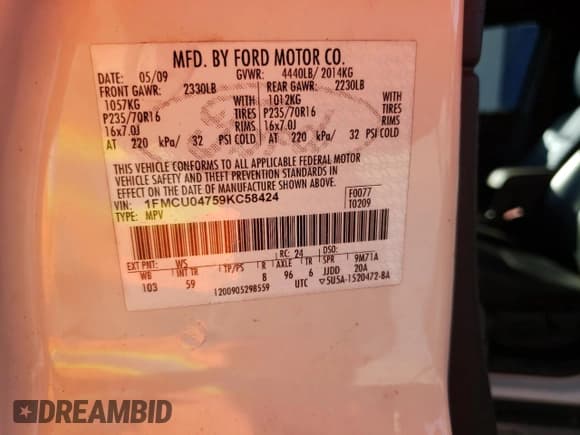 MFD. BY FORD MOTOR CO.
DATE: 05/09 GVWR: 4440LB/ 2014KG
FRONT GAWR: 2330LB REAR GAWR: 2230LB
1057KG WITH 1012KG WITH
P235/70R16 TIRES P235/70R16 TIRES
16x7.0J RIMS 16x7.0J RIMS
AT 220 kPa/ 32 PSI COLD AT 220 kPa/ 32 PSI COLD
THIS VEHICLE CONFORMS TO ALL APPLICABLE FEDERAL MOTOR
VEHICLE SAFETY AND THEFT PREVENTION STANDARDS IN
EFFECT ON THE DATE OF MANUFACTURE SHOWN ABOVE.
VIN: 1FMCU04759KC58424 F0077
TYPE: MPV T0209
EXT PNT: WS RC: 24 DSO:
WB INT TR TP/PS R AXLE TR SPR 9M71A
103 59 8 96 6 JJDD 20A
1200905298559 UTC 5U5A-1520472-BA
DREAMBID